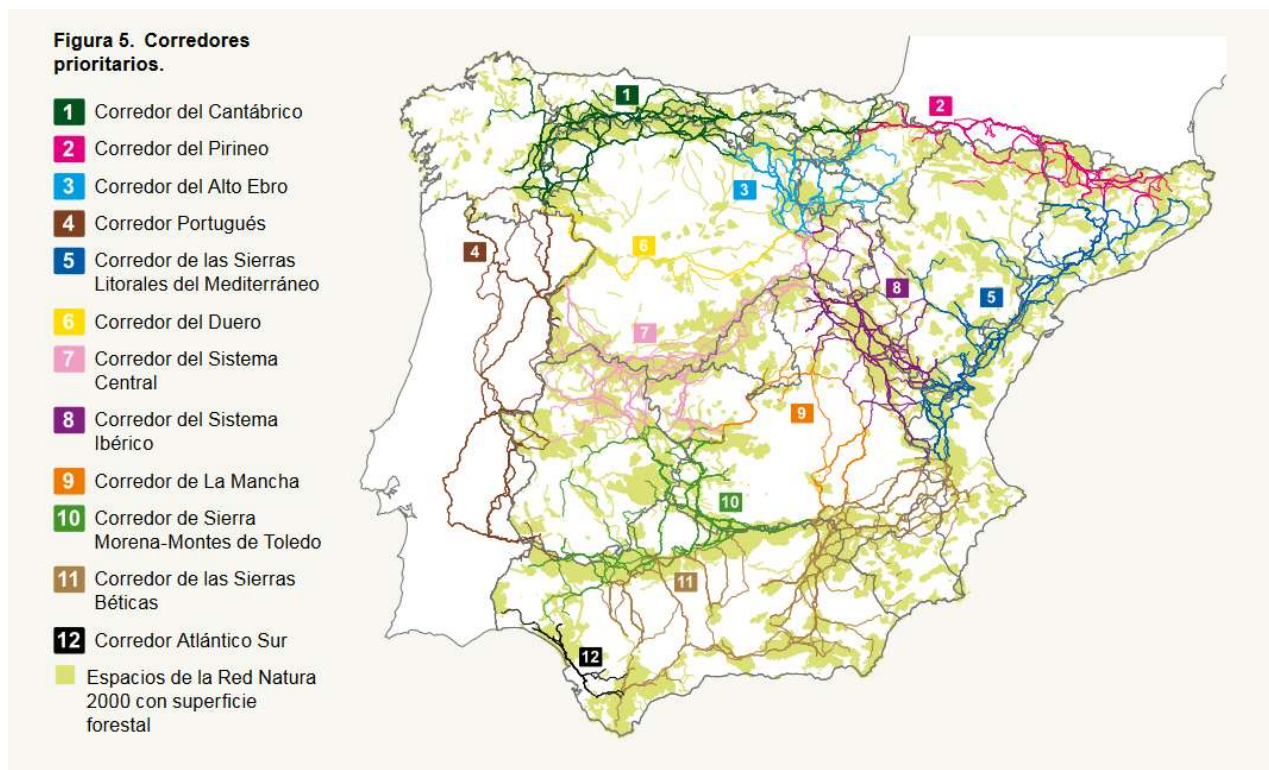 Figura 5. Corredores
prioritarios.
1 Corredor del Cantábrico
2 Corredor del Pirineo
3 Corredor del Alto Ebro
4 Corredor Portugués
5 Corredor de las Sierras
Litorales del Mediterráneo
6 Corredor del Duero
7 Corredor del Sistema
Central
8 Corredor del Sistema
Ibérico
9 Corredor de La Mancha
10 Corredor de Sierra
Morena-Montes de Toledo
11 Corredor de las Sierras
Béticas
12 Corredor Atlántico Sur
Espacios de la Red Natura
2000 con superficie
forestal
1
2
3
4
6
8
5
7
9
10
11
12